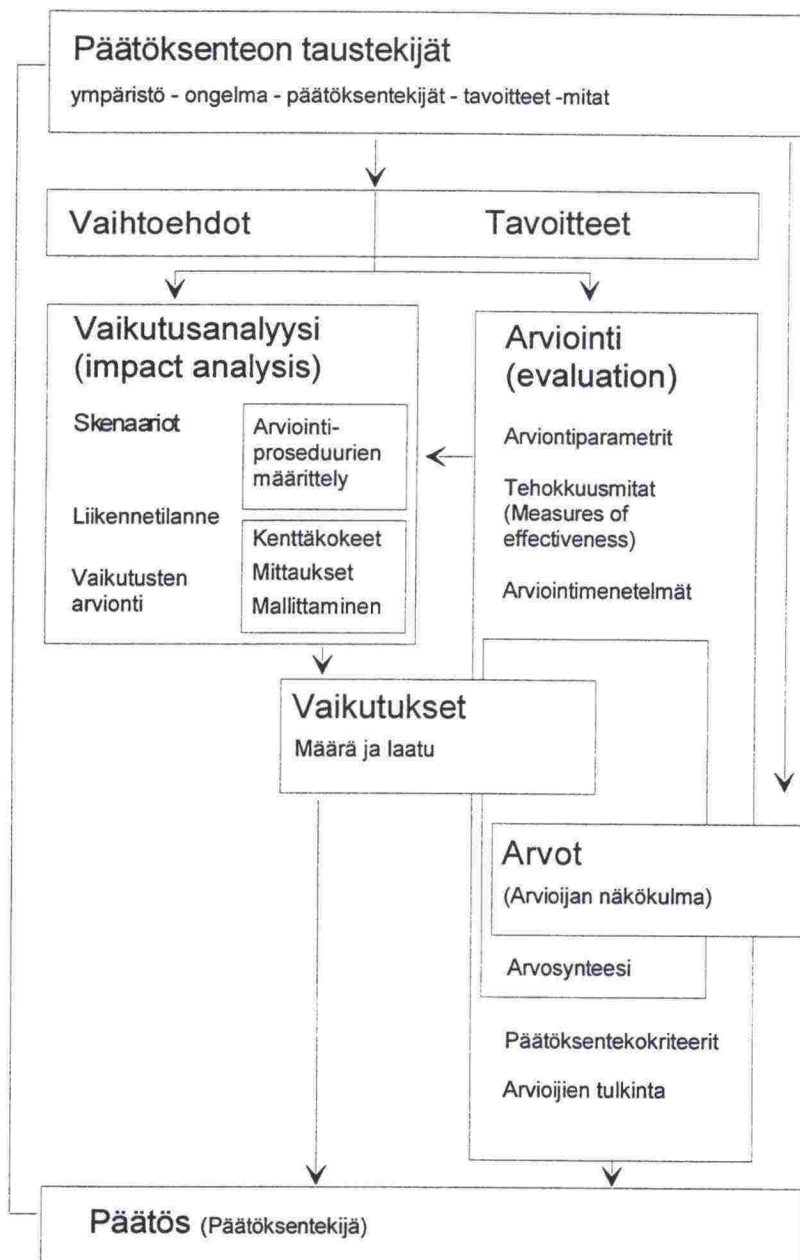 Päätöksenteon taustekijät
ympäristö - ongelma - päätöksentekijät - tavoitteet -mitat
Vaihtoehdot
Tavoitteet
Vaikutusanalyysi
(impact analysis)
Skenaariot
Liikennetilanne
Vaikutusten
arvionti
Arviointi-
proseduurien
määrittely
Kenttäkokeet
Mittaukset
Mallittaminen
Arviointi
(evaluation)
Arviontiparametrit
Tehokkuusmitat
(Measures of
effectiveness)
Arviointimenetelmät
Vaikutukset
Määrä ja laatu
Arvot
(Arvioijan näkökulma)
Arvosynteesi
Päätöksentekokriteerit
Arvioijien tulkinta
Päätös (Päätöksentekijä)